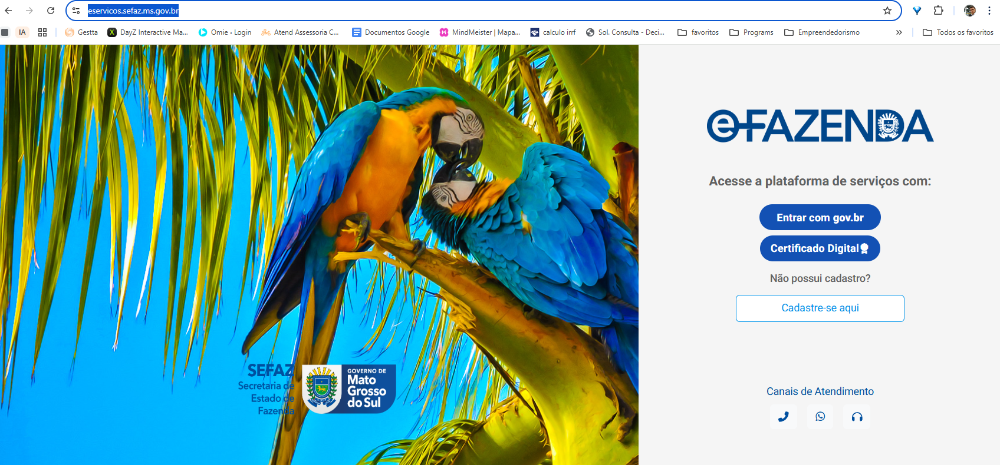 eservicos.sefaz.ms.gov.br
IA
Gestta
DayZ Interactive Ma...
Omie › Login
Atend Assessoria C...
Documentos Google
MindMeister | Mapa...
calculo irrf
Sol. Consulta - Deci...
favoritos
Programs
Empreendedorismo
»
Todos os favoritos
e-FAZENDA
Acesse a plataforma de serviços com:
Entrar com gov.br
Certificado Digital
Não possui cadastro?
Cadastre-se aqui
SEFAZ
Secretaria de
Estado de
Fazenda
GOVERNO DE
Mato
Grosso
do Sul
Canais de Atendimento